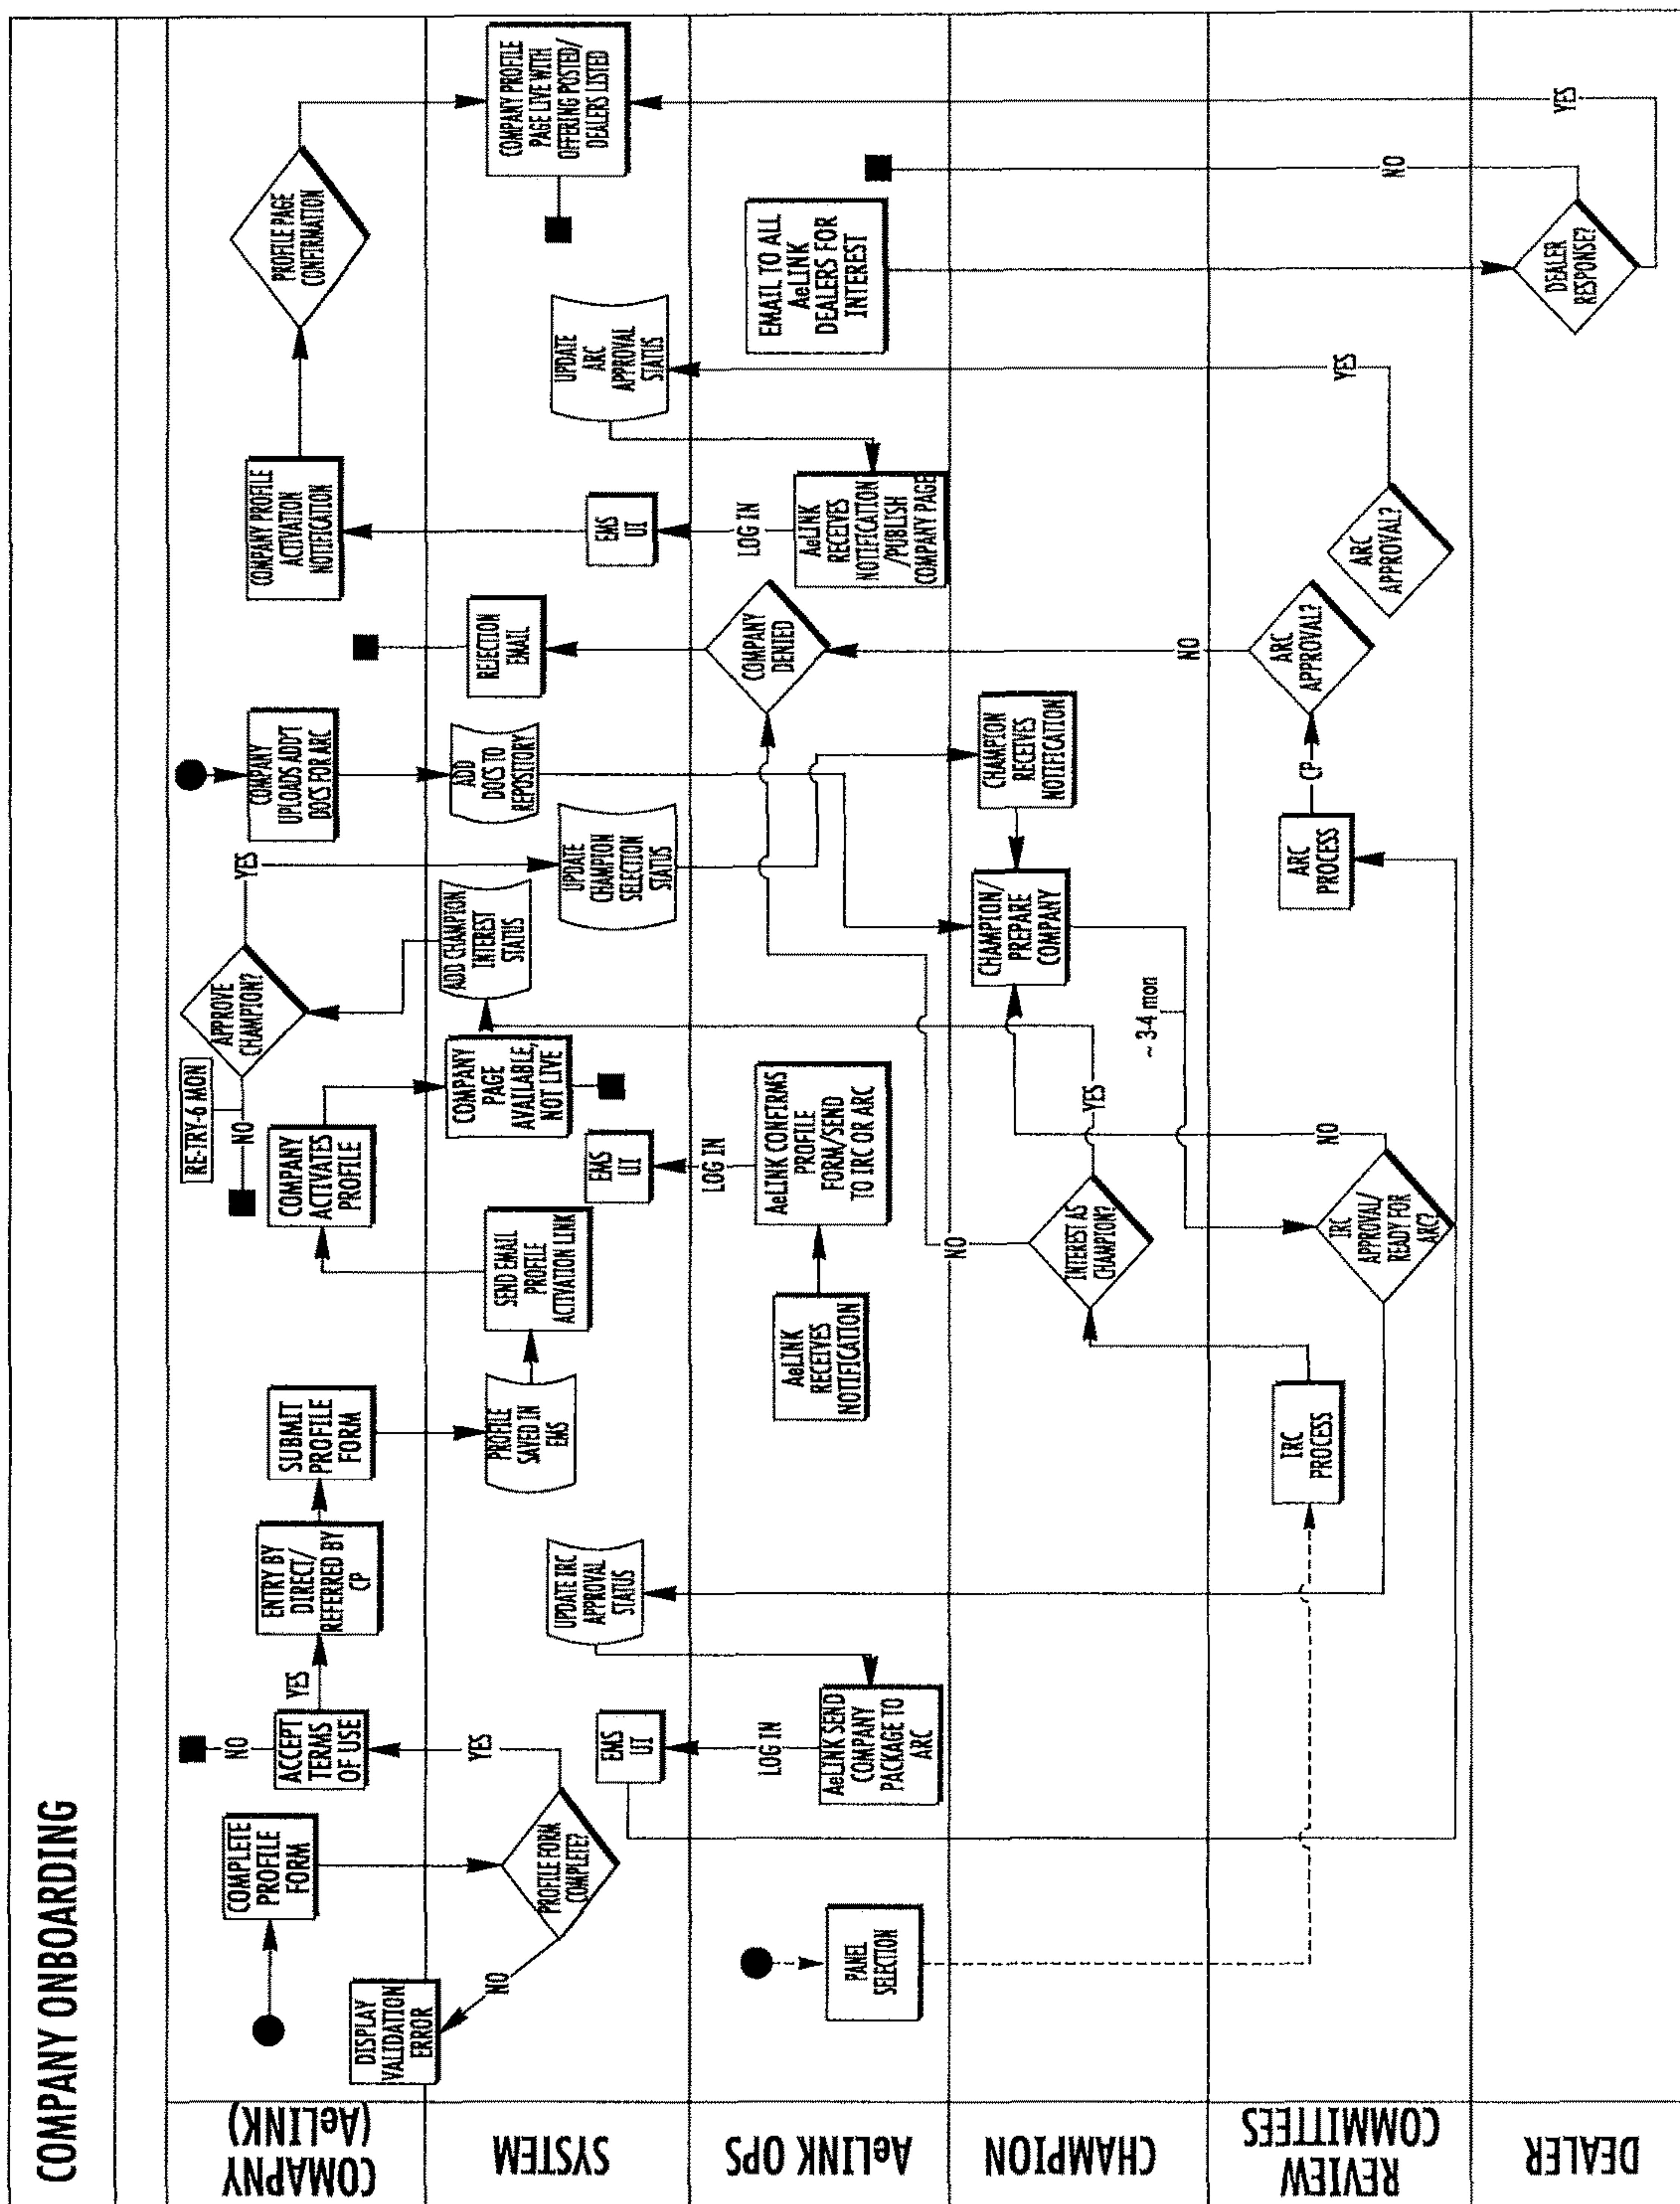 COMPANY ONBOARDING
COMAPNY
(AeLINK)
COMPLETE
PROFILE
FORM
DISPLAY
VALIDATION
ERROR
NO
ACCEPT
TERMS
OF USE
YES
ENTRY BY
DIRECT/
REFERRED BY
CP
SUBMIT
PROFILE
FORM
COMPANY
ACTIVATES
PROFILE
NO
RE-TRY-6 MON
APPROVE
CHAMPION?
YES
COMPANY
UPLOADS ADD'T
DOCS FOR ARC
COMPANY PROFILE
ACTIVATION
NOTIFICATION
PROFILE PAGE
CONFIRMATION
SYSTEM
NO
PROFILE FORM
COMPLETE?
YES
EMS
UI
UPDATE IRC
APPROVAL
STATUS
PROFILE
SAVED IN
EMS
SEND EMAIL
PROFILE
ACTIVATION LINK
EMS
UI
COMPANY
PAGE
AVAILABLE,
NOT LIVE
ADD CHAMPION
INTEREST
STATUS
UPDATE
CHAMPION
SELECTION
STATUS
ADD
DOCS TO
REPOSITORY
REJECTION
EMAIL
EMS
UI
UPDATE
ARC
APPROVAL
STATUS
COMPANY PROFILE
PAGE LIVE WITH
OFFERING POSTED/
DEALERS LISTED
AeLINK OPS
PANEL
SELECTION
LOG IN
AeLINK SEND
COMPANY
PACKAGE TO
ARC
AeLINK
RECEIVES
NOTIFICATION
LOG IN
AeLINK CONFIRMS
PROFILE
FORM/SEND
TO IRC OR ARC
COMPANY
DENIED
LOG IN
AeLINK
RECEIVES
NOTIFICATION
/PUBLISH
COMPANY PAGE
EMAIL TO ALL
AeLINK
DEALERS FOR
INTEREST
CHAMPION
NO
INTEREST AS
CHAMPION?
YES
~ 3-4 mon
CHAMPION/
PREPARE
COMPANY
CHAMPION
RECEIVES
NOTIFICATION
NO
REVIEW
COMMITTEES
IRC
PROCESS
IRC
APPROVAL/
READY FOR
ARC?
NO
ARC
PROCESS
CP
ARC
APPROVAL?
ARC
APPROVAL?
YES
NO
DEALER
DEALER
RESPONSE?
YES